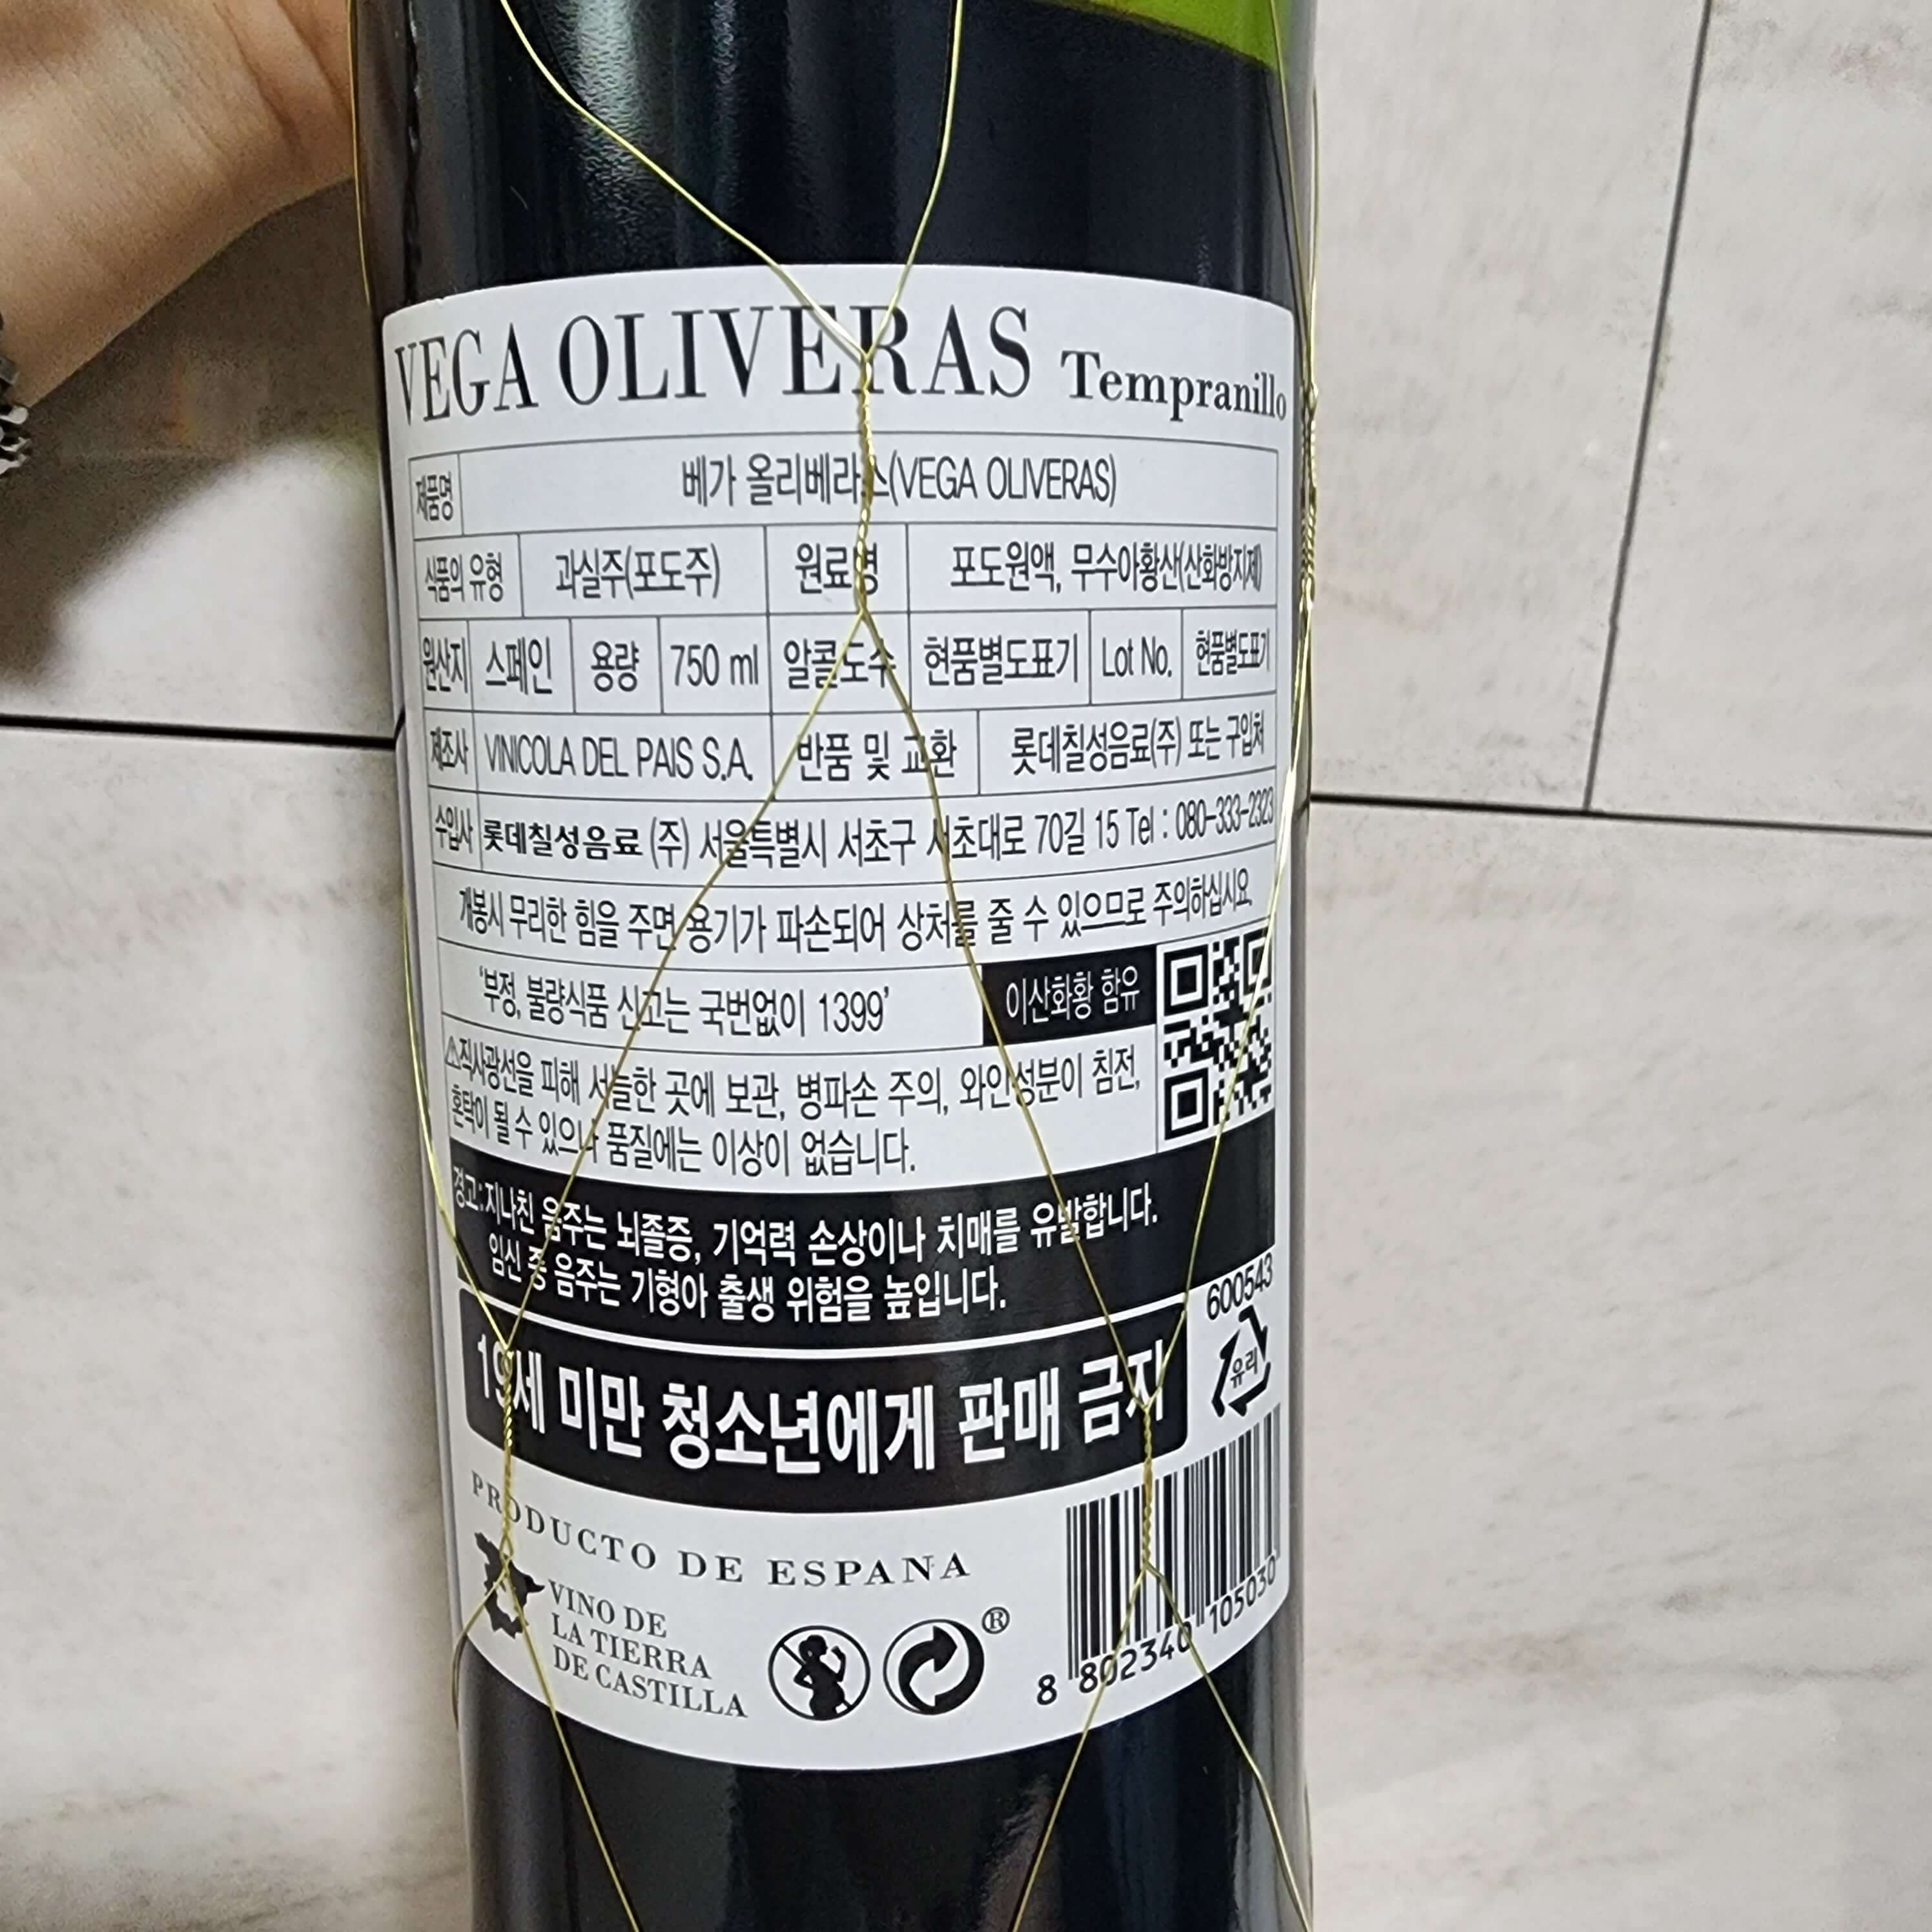 VEGA OLIVERAS Tempranillo
제품명 베가 올리베라스(VEGA OLIVERAS)
식품의 유형 과실주(포도주) 원료명 포도원액, 무수아황산(산화방지제)
원산지 스페인 용량 750 ml 알콜도수 현품별도표기 Lot No. 현품별도표기
제조사 VINICOLA DEL PAIS S.A. 반품 및 교환 롯데칠성음료(주) 또는 구입처
수입사 롯데칠성음료 (주) 서울특별시 서초구 서초대로 70길 15 Tel : 080-333-2323
개봉시 무리한 힘을 주면 용기가 파손되어 상처를 줄 수 있으므로 주의하십시요.
'부정, 불량식품 신고는 국번없이 1399' 이산화황 함유
⚠직사광선을 피해 서늘한 곳에 보관, 병파손 주의, 와인성분이 침전,
혼탁이 될 수 있으나 품질에는 이상이 없습니다.
경고:지나친 음주는 뇌졸증, 기억력 손상이나 치매를 유발합니다.
임신 중 음주는 기형아 출생 위험을 높입니다.
600543
19세 미만 청소년에게 판매 금지
유리
PRODUCTO DE ESPANA
VINO DE
LA TIERRA
DE CASTILLA
®
8 802340 105030